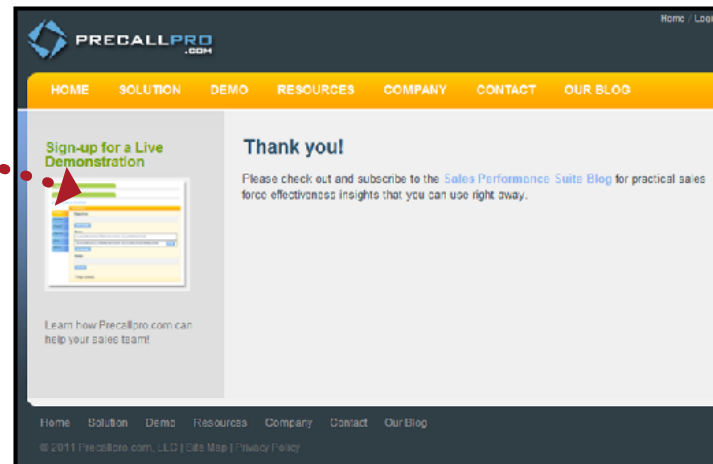 Home / Login
PRECALLPRO
.COM
HOME SOLUTION DEMO RESOURCES COMPANY CONTACT OUR BLOG
Sign-up for a Live
Demonstration
Thank you!
Please check out and subscribe to the Sales Performance Suite Blog for practical sales
force effectiveness insights that you can use right away.
Learn how Precallpro.com can
help your sales team!
Home Solution Demo Resources Company Contact Our Blog
© 2011 Precallpro.com, LLC | Site Map | Privacy Policy